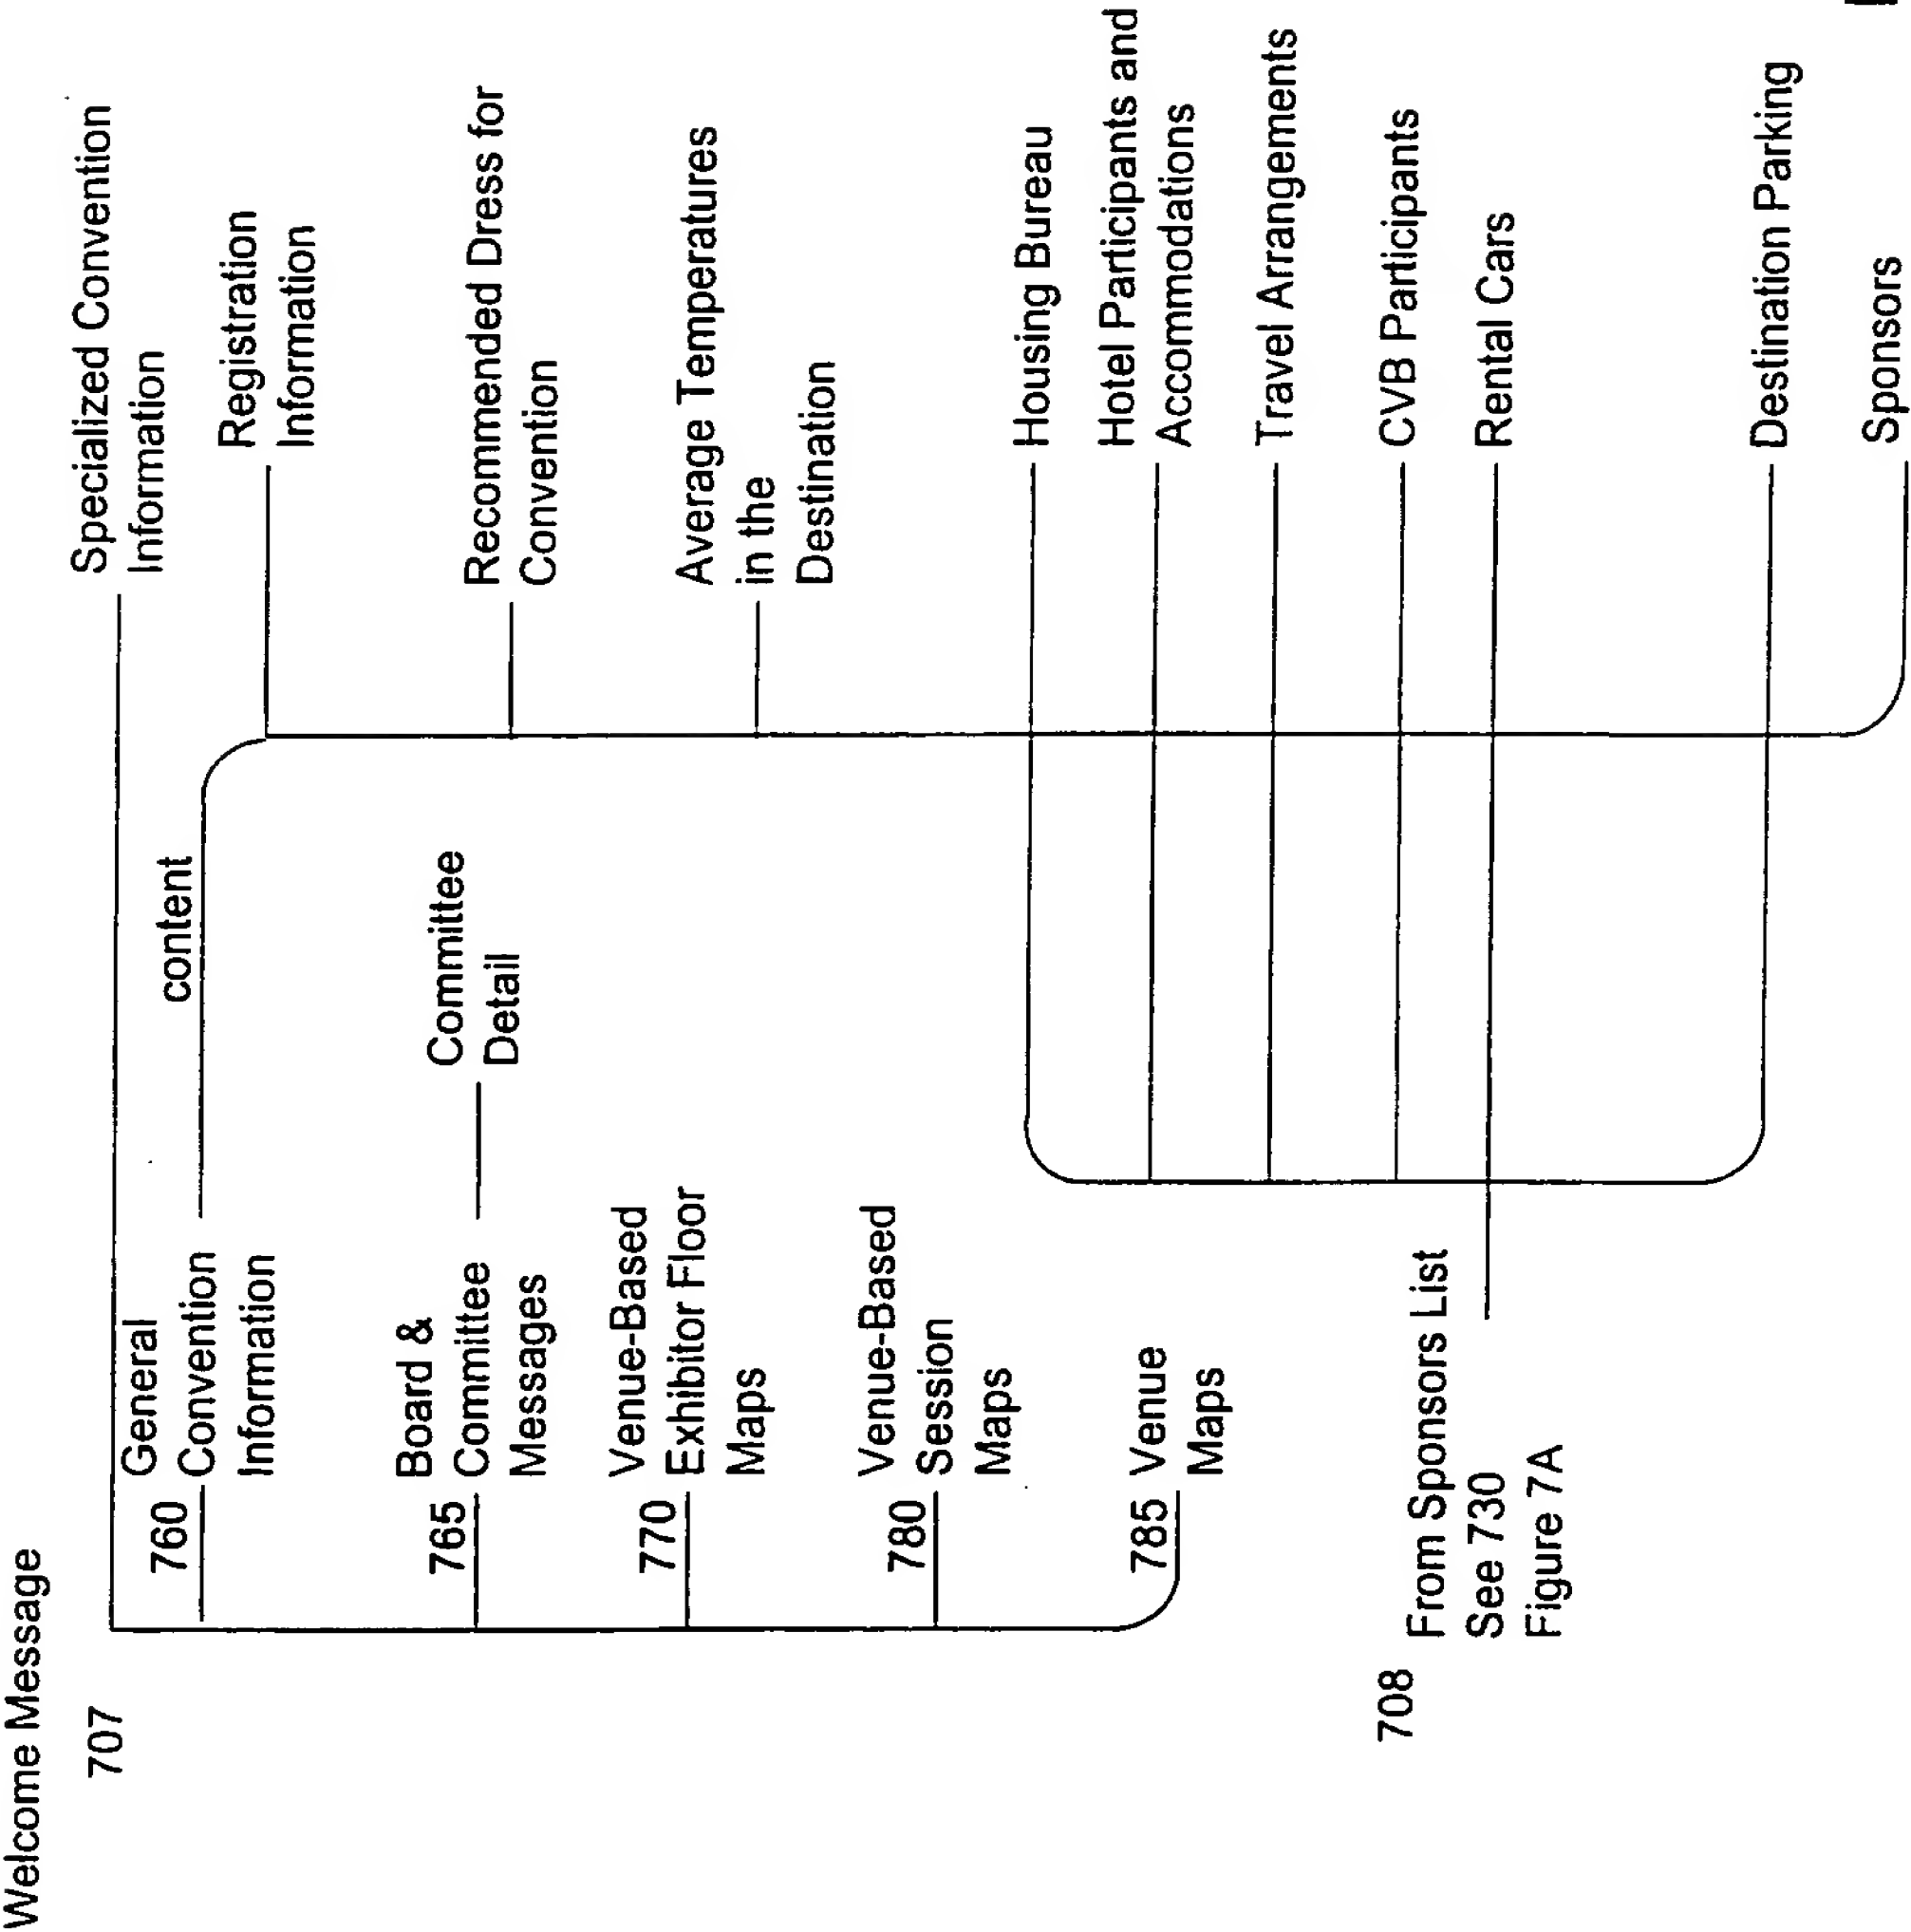 Welcome Message
707
Specialized Convention
Information
760
General
Convention
Information
content
Registration
Information
765
Board &
Committee
Messages
Committee
Detail
Recommended Dress for
Convention
770
Venue-Based
Exhibitor Floor
Maps
Average Temperatures
in the
Destination
780
Venue-Based
Session
Maps
Housing Bureau
785
Venue
Maps
Hotel Participants and
Accommodations
Travel Arrangements
708
From Sponsors List
See 730
Figure 7A
CVB Participants
Rental Cars
Destination Parking
Sponsors